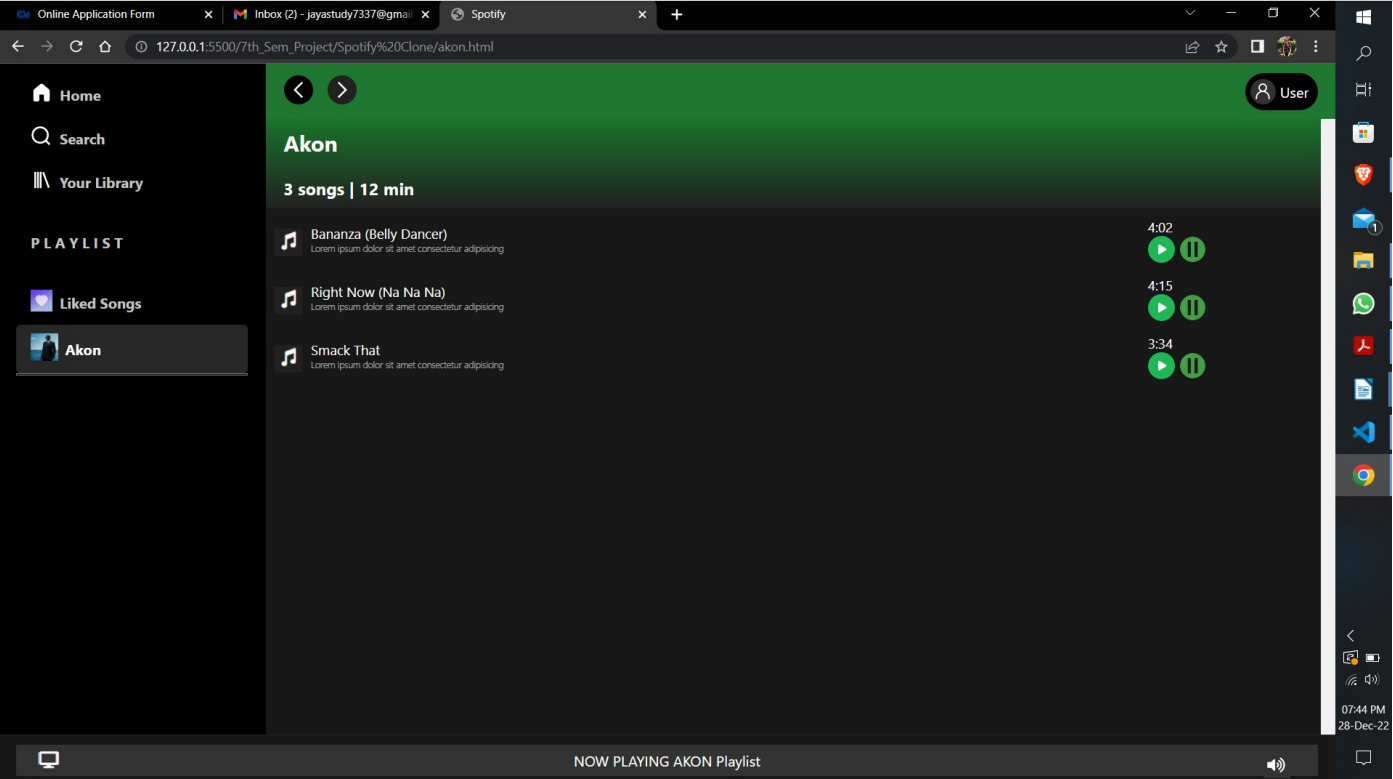 Online Application Form
Inbox (2) - jayastudy7337@gmail
Spotify
127.0.0.1:5500/7th_Sem_Project/Spotify%20Clone/akon.html
Home
Search
Your Library
PLAYLIST
Liked Songs
Akon
User
Akon
3 songs | 12 min
Bananza (Belly Dancer)
Lorem ipsum dolor sit amet consectetur adipisicing
4:02
Right Now (Na Na Na)
Lorem ipsum dolor sit amet consectetur adipisicing
4:15
Smack That
Lorem ipsum dolor sit amet consectetur adipisicing
3:34
NOW PLAYING AKON Playlist
1
07:44 PM
28-Dec-22